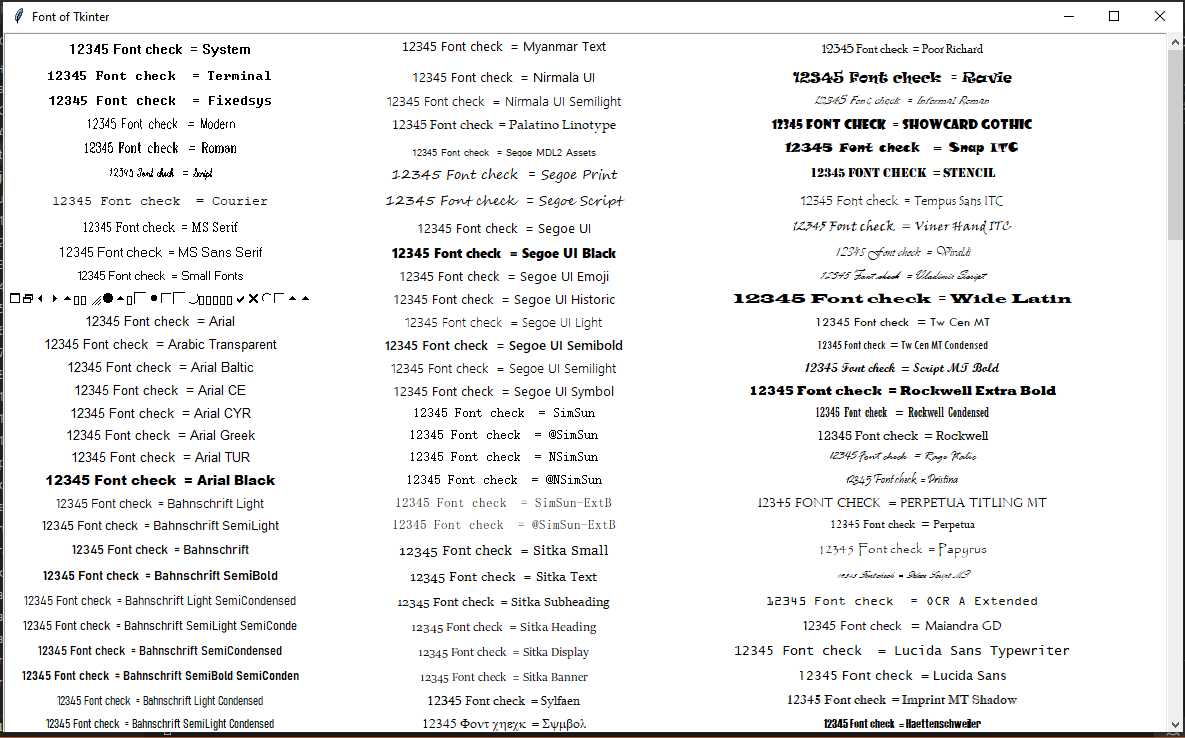 Font of Tkinter
12345 Font check = System
12345 Font check = Terminal
12345 Font check = Fixedsys
12345 Font check = Modern
12345 Font check = Roman
12345 Font check = Script
12345 Font check = Courier
12345 Font check = MS Serif
12345 Font check = MS Sans Serif
12345 Font check = Small Fonts
12345 Font check = Arial
12345 Font check = Arabic Transparent
12345 Font check = Arial Baltic
12345 Font check = Arial CE
12345 Font check = Arial CYR
12345 Font check = Arial Greek
12345 Font check = Arial TUR
12345 Font check = Arial Black
12345 Font check = Bahnschrift Light
12345 Font check = Bahnschrift SemiLight
12345 Font check = Bahnschrift
12345 Font check = Bahnschrift SemiBold
12345 Font check = Bahnschrift Light SemiCondensed
12345 Font check = Bahnschrift SemiLight SemiConde
12345 Font check = Bahnschrift SemiCondensed
12345 Font check = Bahnschrift SemiBold SemiConden
12345 Font check = Bahnschrift Light Condensed
12345 Font check = Bahnschrift SemiLight Condensed
12345 Font check = Myanmar Text
12345 Font check = Nirmala UI
12345 Font check = Nirmala UI Semilight
12345 Font check = Palatino Linotype
12345 Font check = Segoe MDL2 Assets
12345 Font check = Segoe Print
12345 Font check = Segoe Script
12345 Font check = Segoe UI
12345 Font check = Segoe UI Black
12345 Font check = Segoe UI Emoji
12345 Font check = Segoe UI Historic
12345 Font check = Segoe UI Light
12345 Font check = Segoe UI Semibold
12345 Font check = Segoe UI Semilight
12345 Font check = Segoe UI Symbol
12345 Font check = SimSun
12345 Font check = @SimSun
12345 Font check = NSimSun
12345 Font check = @NSimSun
12345 Font check = SimSun-ExtB
12345 Font check = @SimSun-ExtB
12345 Font check = Sitka Small
12345 Font check = Sitka Text
12345 Font check = Sitka Subheading
12345 Font check = Sitka Heading
12345 Font check = Sitka Display
12345 Font check = Sitka Banner
12345 Font check = Sylfaen
12345 Φοντ χηεχκ = Σψμβολ
12345 Font check = Poor Richard
12345 Font check = Ravie
12345 Font check = Informal Roman
12345 FONT CHECK = SHOWCARD GOTHIC
12345 Font check = Snap ITC
12345 FONT CHECK = STENCIL
12345 Font check = Tempus Sans ITC
12345 Font check = Viner Hand ITC
12345 Font check = Vivaldi
12345 Font check = Vladimir Script
12345 Font check = Wide Latin
12345 Font check = Tw Cen MT
12345 Font check = Tw Cen MT Condensed
12345 Font check = Script MT Bold
12345 Font check = Rockwell Extra Bold
12345 Font check = Rockwell Condensed
12345 Font check = Rockwell
12345 Font check = Rage Italic
12345 Font check = Pristina
12345 FONT CHECK = PERPETUA TITLING MT
12345 Font check = Perpetua
12345 Font check = Papyrus
12345 Font check = Palace Script MT
12345 Font check = OCR A Extended
12345 Font check = Maiandra GD
12345 Font check = Lucida Sans Typewriter
12345 Font check = Lucida Sans
12345 Font check = Imprint MT Shadow
12345 Font check = Haettenschweiler